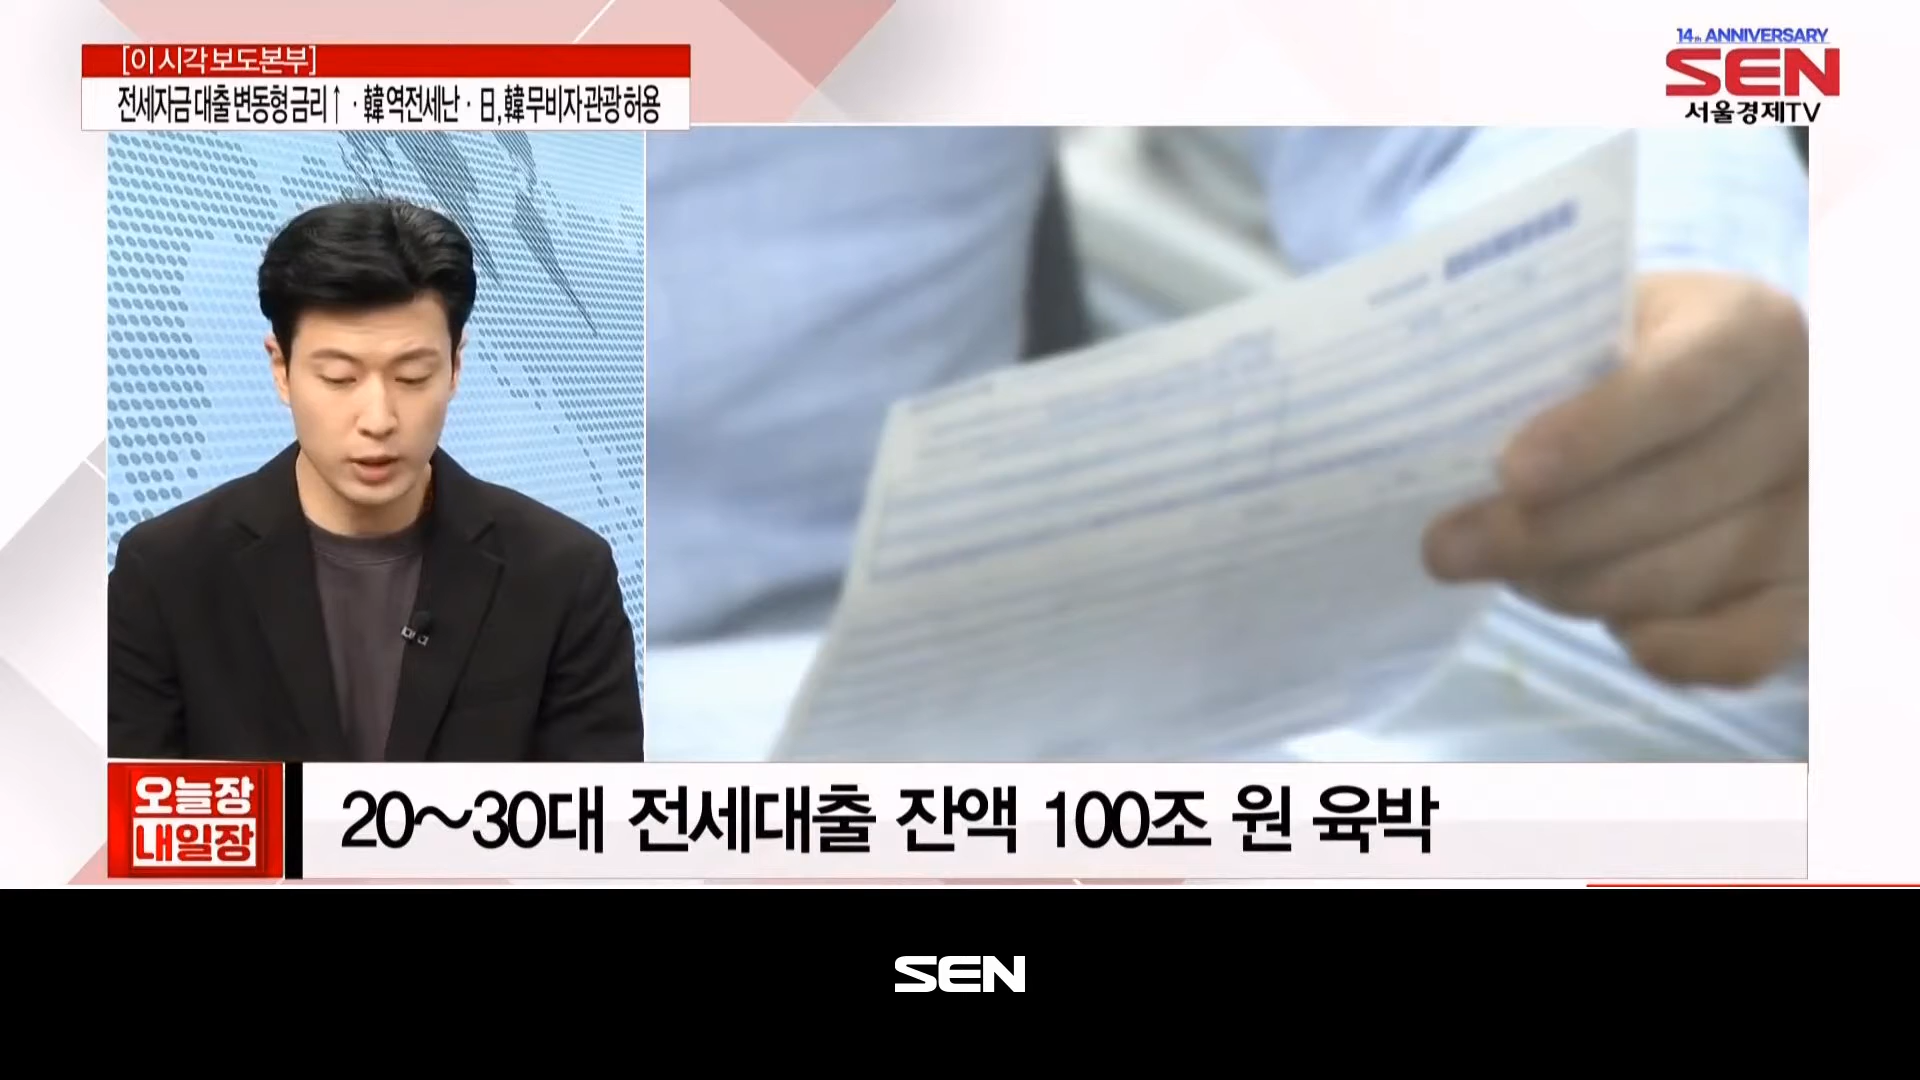 [이 시각 보도본부]
전세자금 대출 변동형 금리↑·韓 역전세난·日, 韓 무비자 관광 허용
14th ANNIVERSARY
SEN
서울경제TV
오늘장
내일장
20~30대 전세대출 잔액 100조 원 육박
SEN